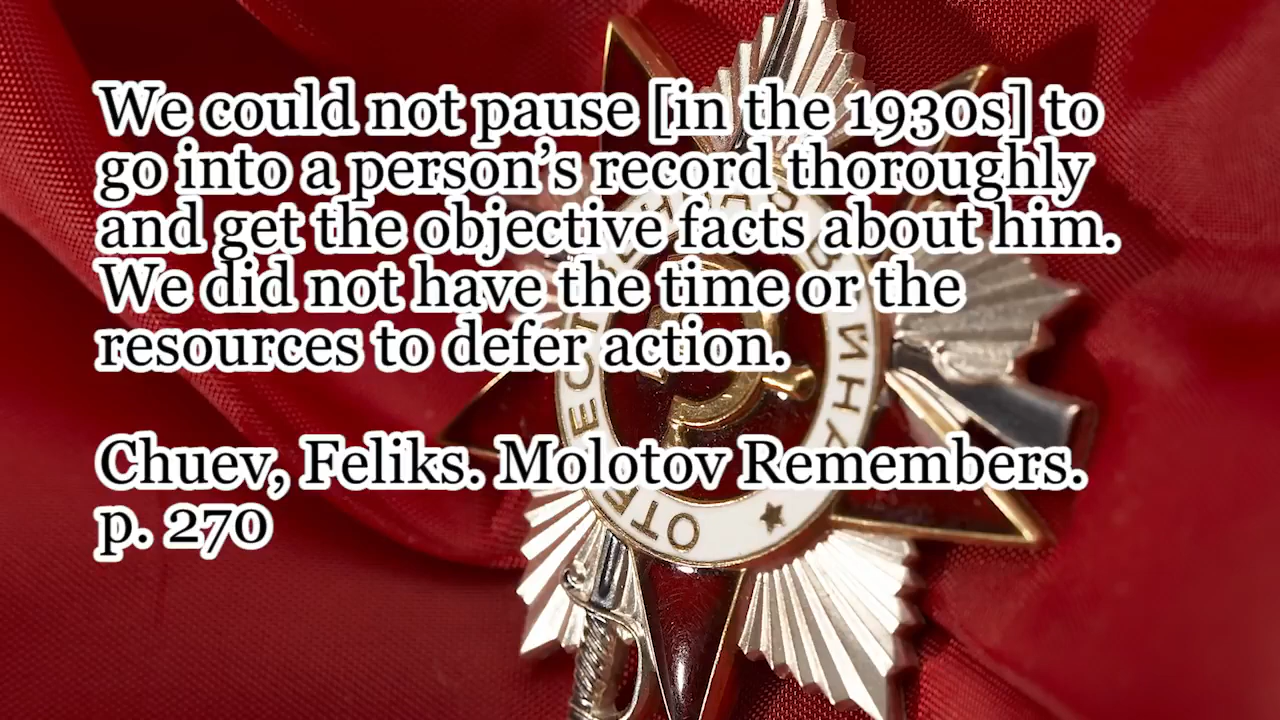 We could not pause [in the 1930s] to
go into a person’s record thoroughly
and get the objective facts about him.
We did not have the time or the
resources to defer action.
Chuev, Feliks. Molotov Remembers.
p. 270